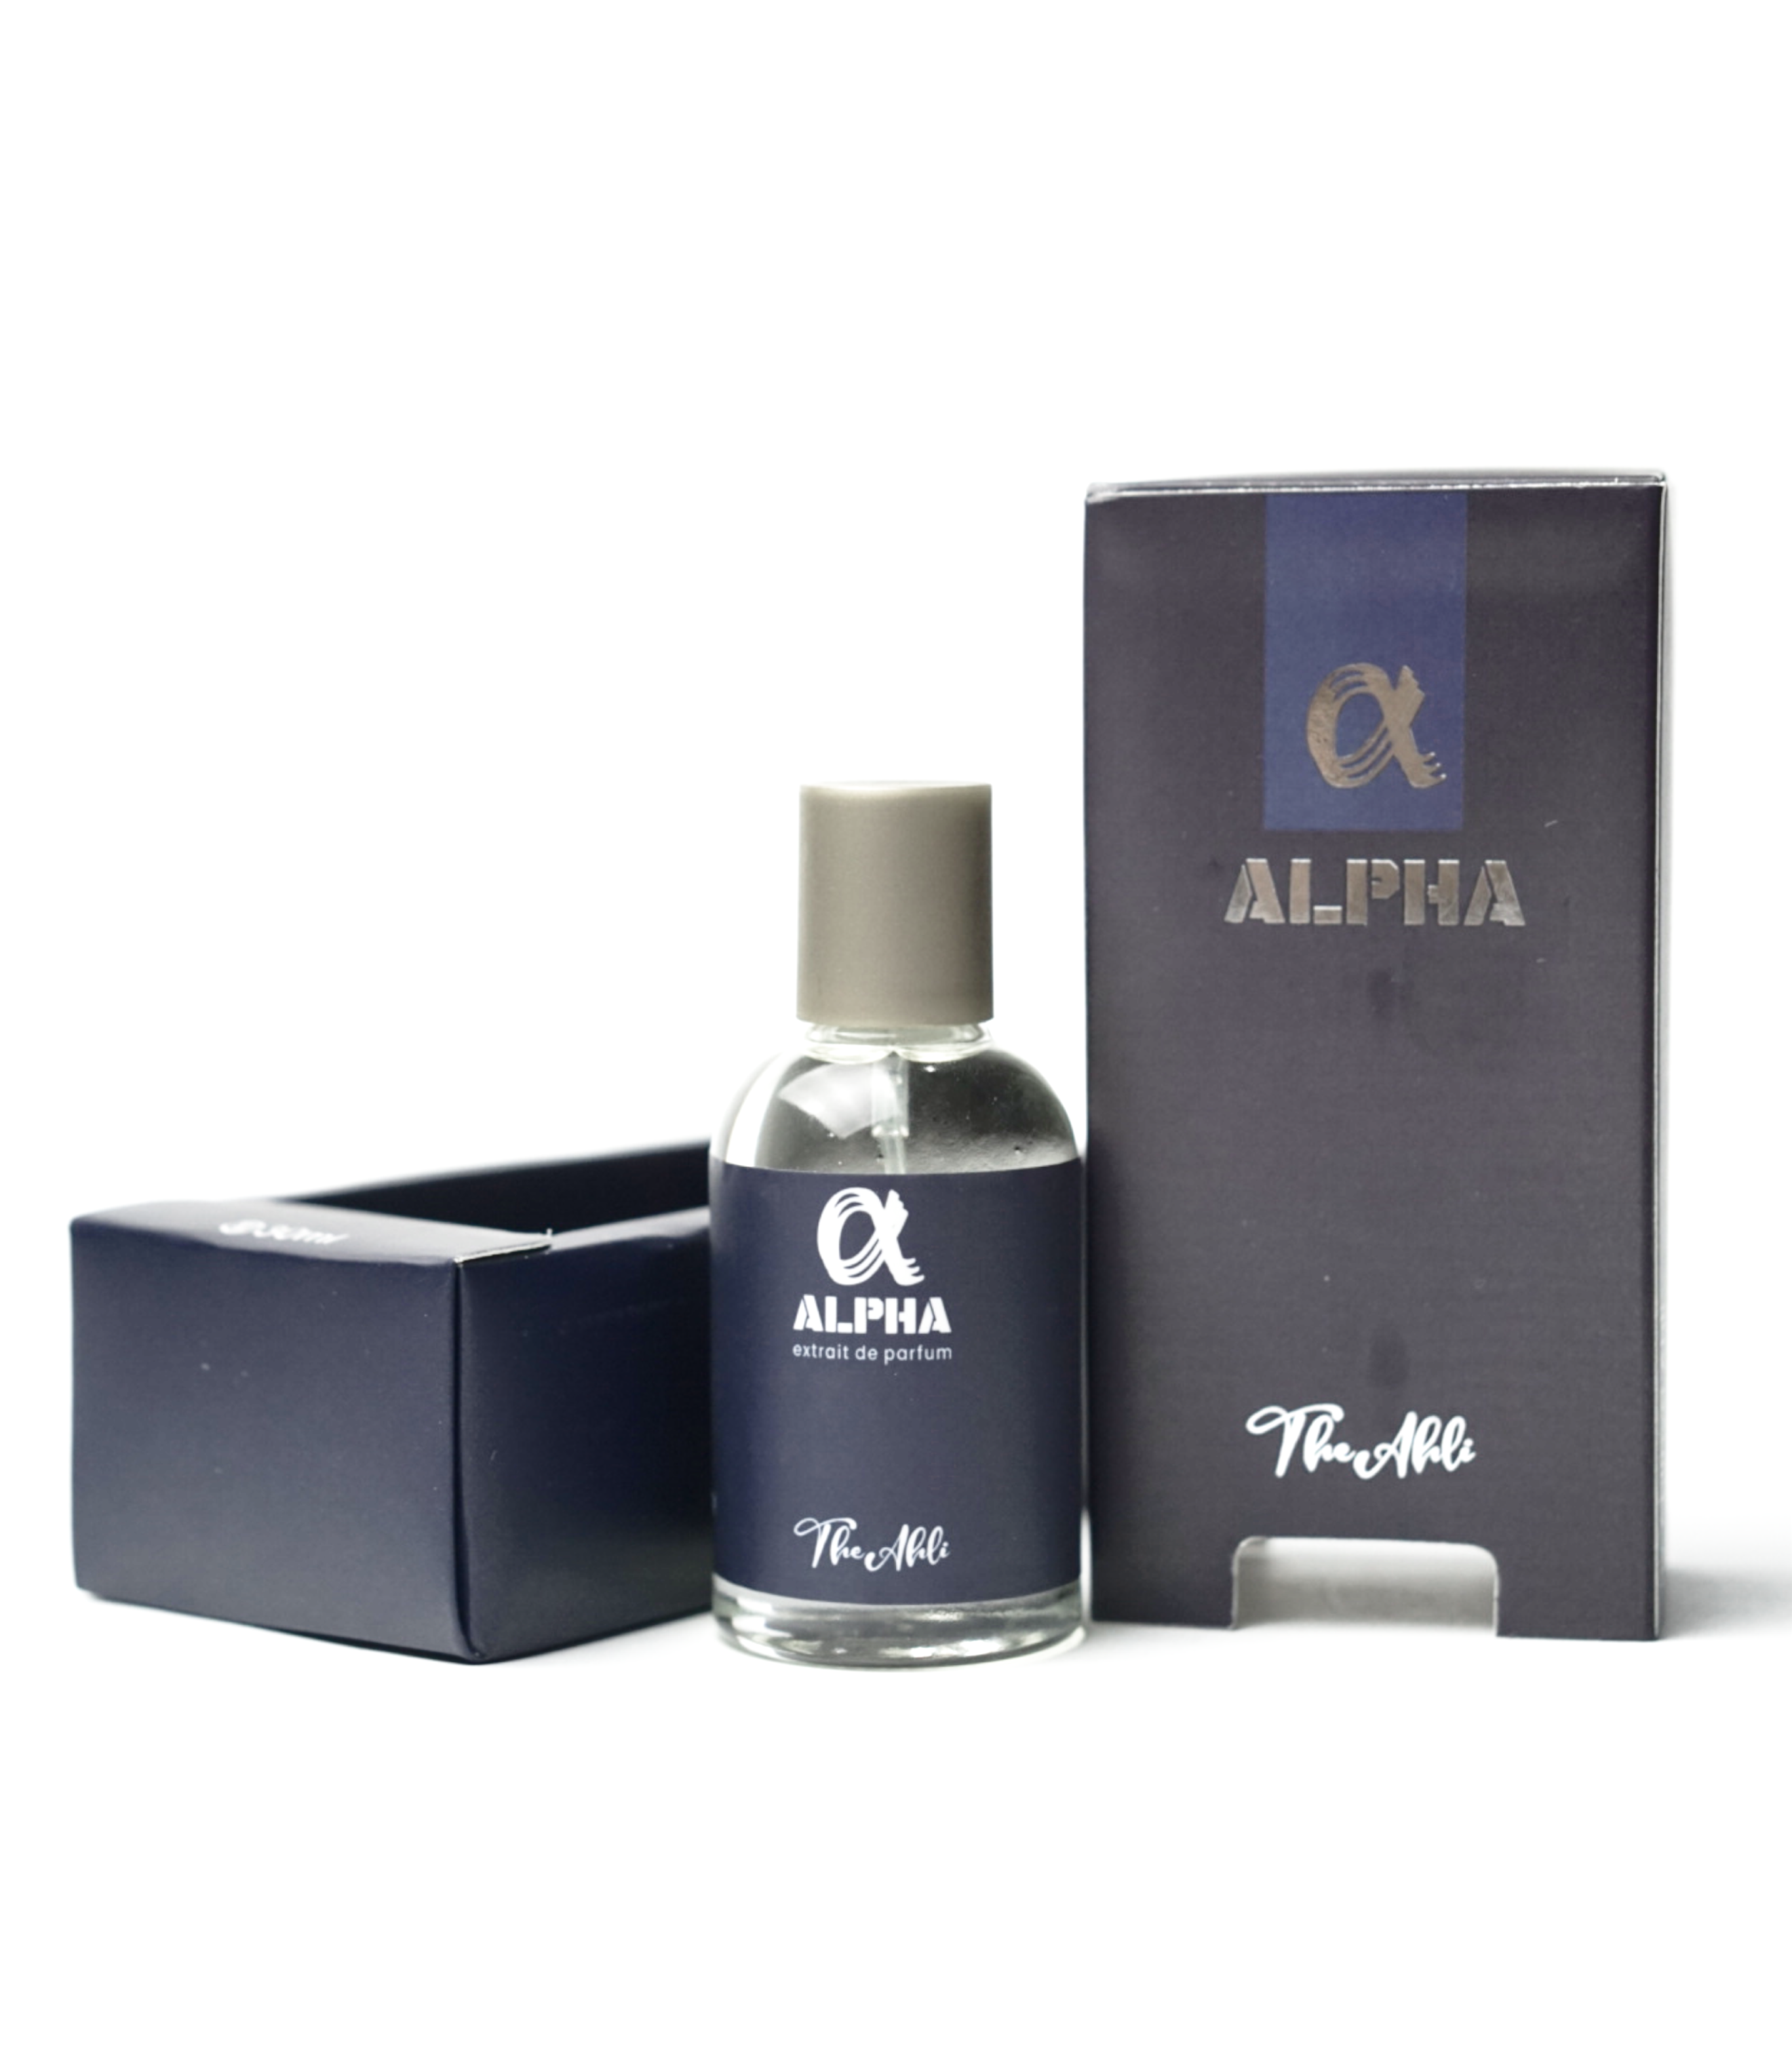 α
ALPHA
extrait de parfum
The Ahli
α
ALPHA
The Ahli